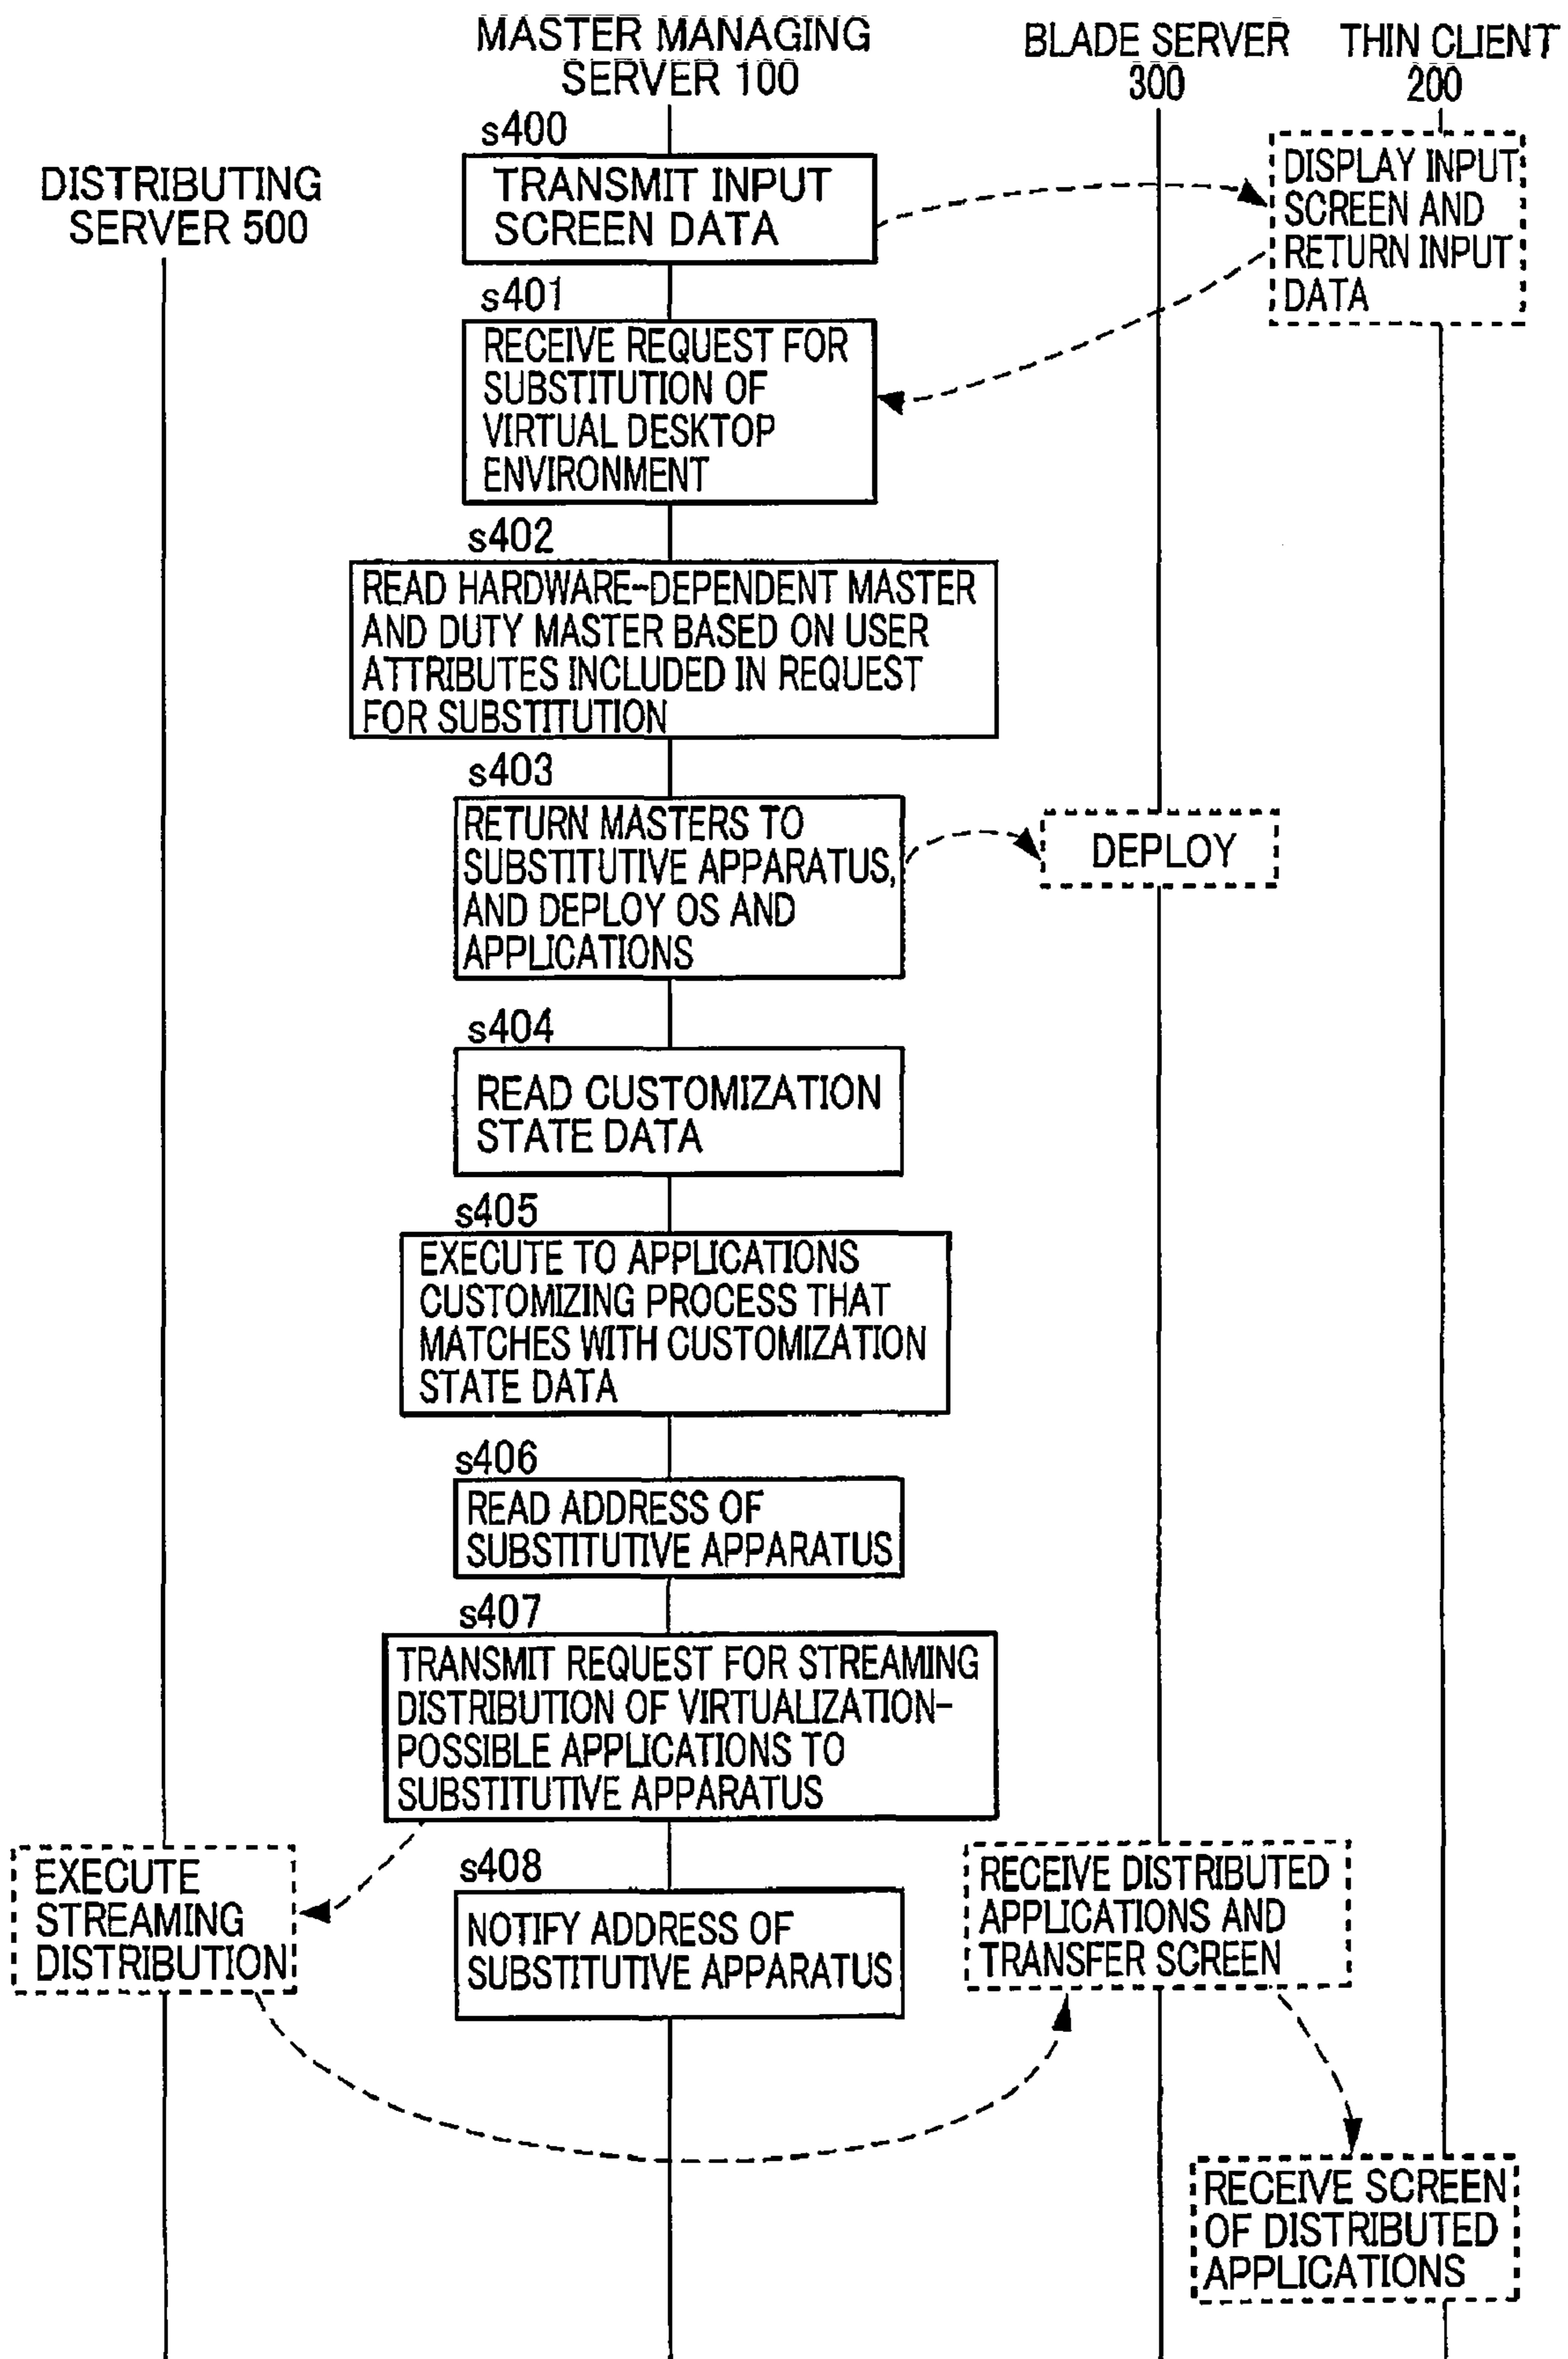 MASTER MANAGING
SERVER 100
BLADE SERVER
300
THIN CLIENT
200
DISTRIBUTING
SERVER 500
s400
TRANSMIT INPUT
SCREEN DATA
DISPLAY INPUT
SCREEN AND
RETURN INPUT
DATA
s401
RECEIVE REQUEST FOR
SUBSTITUTION OF
VIRTUAL DESKTOP
ENVIRONMENT
s402
READ HARDWARE-DEPENDENT MASTER
AND DUTY MASTER BASED ON USER
ATTRIBUTES INCLUDED IN REQUEST
FOR SUBSTITUTION
s403
RETURN MASTERS TO
SUBSTITUTIVE APPARATUS,
AND DEPLOY OS AND
APPLICATIONS
DEPLOY
s404
READ CUSTOMIZATION
STATE DATA
s405
EXECUTE TO APPLICATIONS
CUSTOMIZING PROCESS THAT
MATCHES WITH CUSTOMIZATION
STATE DATA
s406
READ ADDRESS OF
SUBSTITUTIVE APPARATUS
s407
TRANSMIT REQUEST FOR STREAMING
DISTRIBUTION OF VIRTUALIZATION-
POSSIBLE APPLICATIONS TO
SUBSTITUTIVE APPARATUS
EXECUTE
STREAMING
DISTRIBUTION
s408
NOTIFY ADDRESS OF
SUBSTITUTIVE APPARATUS
RECEIVE DISTRIBUTED
APPLICATIONS AND
TRANSFER SCREEN
RECEIVE SCREEN
OF DISTRIBUTED
APPLICATIONS